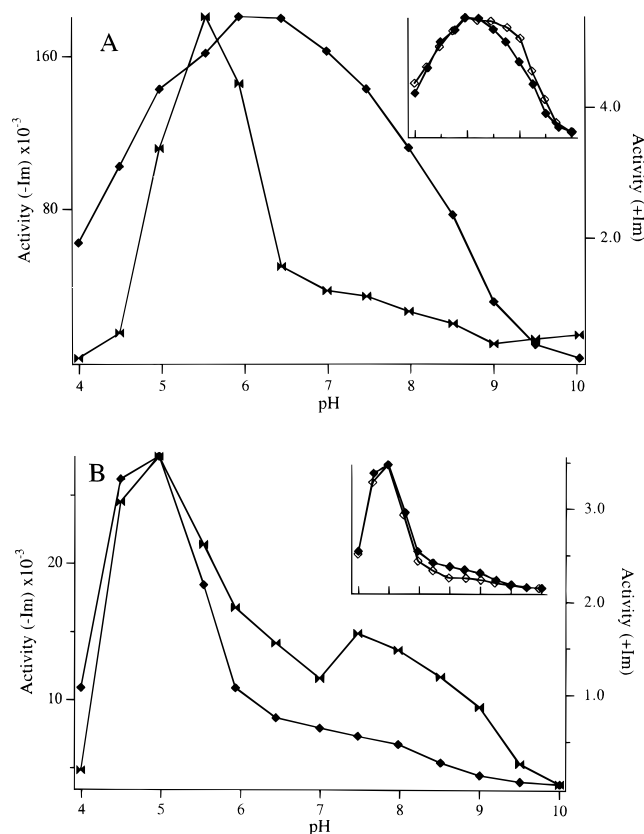 A
160
80
Activity (-Im) x10⁻³
4.0
2.0
Activity (+Im)
4 5 6 7 8 9 10
pH
B
20
10
Activity (-Im) x10⁻³
3.0
2.0
1.0
Activity (+Im)
4 5 6 7 8 9 10
pH